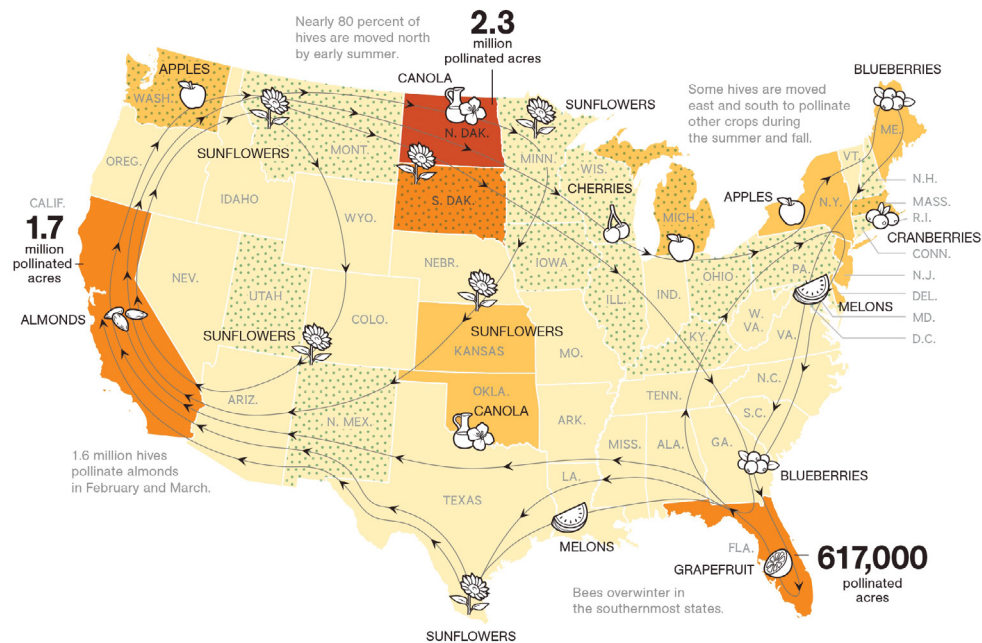 Nearly 80 percent of
hives are moved north
by early summer.
2.3
million
pollinated acres
CANOLA
APPLES
WASH.
SUNFLOWERS
MONT.
N. DAK.
SUNFLOWERS
MINN.
BLUEBERRIES
Some hives are moved
east and south to pollinate
other crops during
the summer and fall.
ME.
VT.
N.H.
MASS.
R.I.
CRANBERRIES
CONN.
N.J.
DEL.
MELONS
MD.
D.C.
OREG.
IDAHO
WYO.
S. DAK.
WIS.
CHERRIES
MICH.
APPLES
N.Y.
CALIF.
1.7
million
pollinated
acres
NEV.
UTAH
COLO.
NEBR.
IOWA
ILL.
IND.
OHIO
PA.
ALMONDS
SUNFLOWERS
SUNFLOWERS
KANSAS
MO.
KY.
W.
VA.
VA.
ARIZ.
N. MEX.
OKLA.
CANOLA
ARK.
TENN.
N.C.
S.C.
1.6 million hives
pollinate almonds
in February and March.
TEXAS
LA.
MISS.
ALA.
GA.
BLUEBERRIES
MELONS
FLA.
GRAPEFRUIT
617,000
pollinated
acres
Bees overwinter in
the southernmost states.
SUNFLOWERS